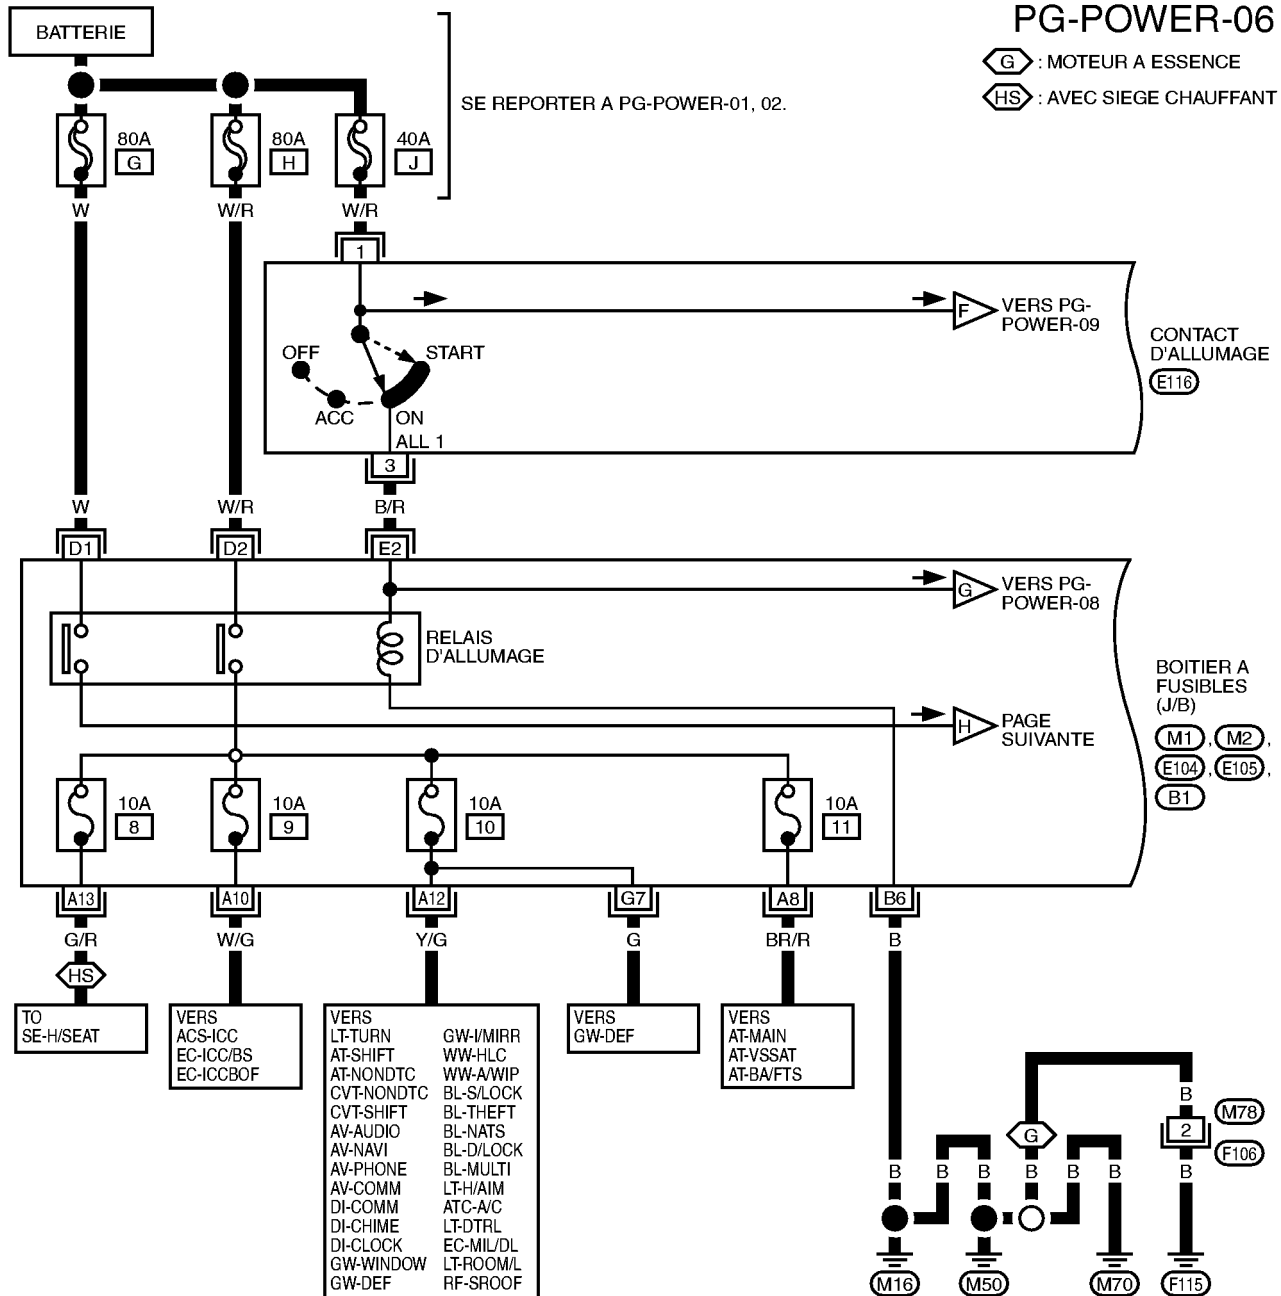 PG-POWER-06
BATTERIE
G : MOTEUR A ESSENCE
HS : AVEC SIEGE CHAUFFANT
SE REPORTER A PG-POWER-01, 02.
80A
G
80A
H
40A
J
W
W/R
W/R
1
F
VERS PG-
POWER-09
CONTACT
D'ALLUMAGE
E116
OFF
START
ACC
ON
ALL 1
3
W
W/R
B/R
D1
D2
E2
G
VERS PG-
POWER-08
RELAIS
D'ALLUMAGE
BOITIER A
FUSIBLES
(J/B)
M1 , M2 ,
E104 , E105 ,
B1
H
PAGE
SUIVANTE
10A
8
10A
9
10A
10
10A
11
A13
A10
A12
G7
A8
B6
G/R
W/G
Y/G
G
BR/R
B
HS
TO
SE-H/SEAT
VERS
ACS-ICC
EC-ICC/BS
EC-ICCBOF
VERS
LT-TURN GW-I/MIRR
AT-SHIFT WW-HLC
AT-NONDTC WW-A/WIP
CVT-NONDTC BL-S/LOCK
CVT-SHIFT BL-THEFT
AV-AUDIO BL-NATS
AV-NAVI BL-D/LOCK
AV-PHONE BL-MULTI
AV-COMM LT-H/AIM
DI-COMM ATC-A/C
DI-CHIME LT-DTRL
DI-CLOCK EC-MIL/DL
GW-WINDOW LT-ROOM/L
GW-DEF RF-SROOF
VERS
GW-DEF
VERS
AT-MAIN
AT-VSSAT
AT-BA/FTS
B
M78
G
2
F106
B
B
B
B
B
B
B
M16
M50
M70
F115